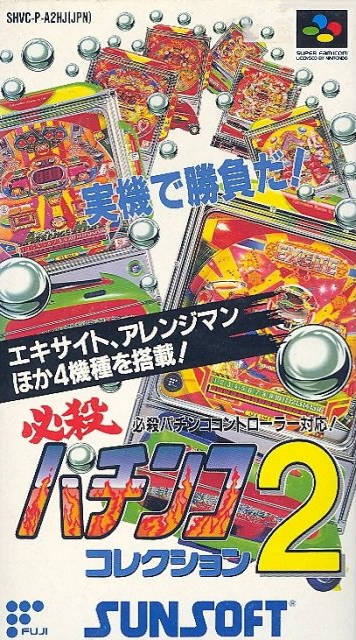 SHVC-P-A2HJ(JPN)
SUPER FAMICOM
LICENSED BY NINTENDO
実機で勝負だ!
エキサイト、アレンジマン
ほか4機種を搭載!
必殺パチンココントローラー対応!
必殺
パチンコ2
コレクション
FUJI
SUNSOFT®